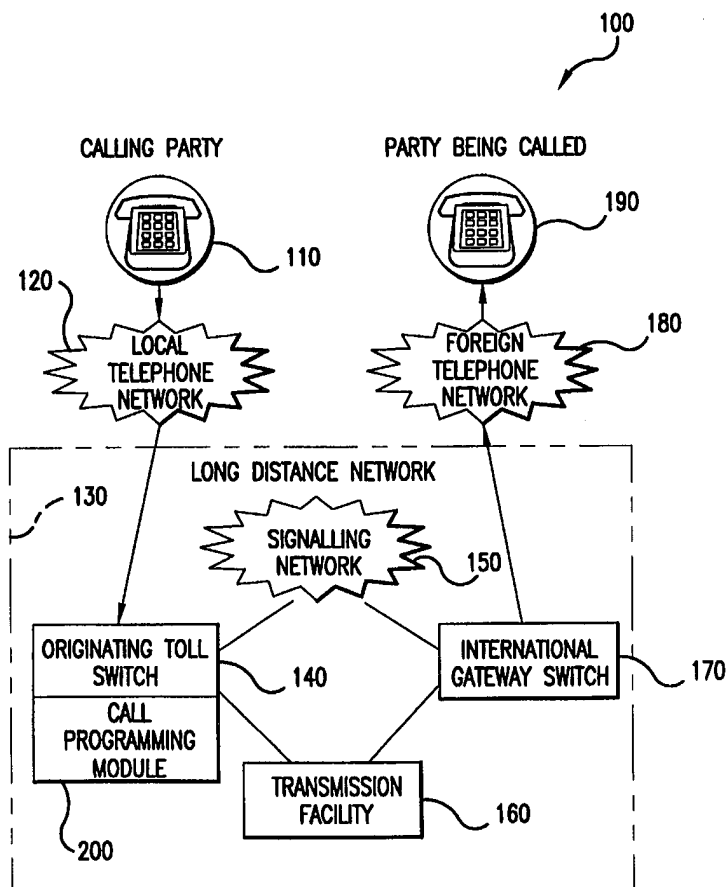 100
CALLING PARTY
PARTY BEING CALLED
190
110
120
LOCAL
TELEPHONE
NETWORK
FOREIGN
TELEPHONE
NETWORK
180
LONG DISTANCE NETWORK
130
SIGNALLING
NETWORK
150
ORIGINATING TOLL
SWITCH
140
INTERNATIONAL
GATEWAY SWITCH
170
CALL
PROGRAMMING
MODULE
200
TRANSMISSION
FACILITY
160